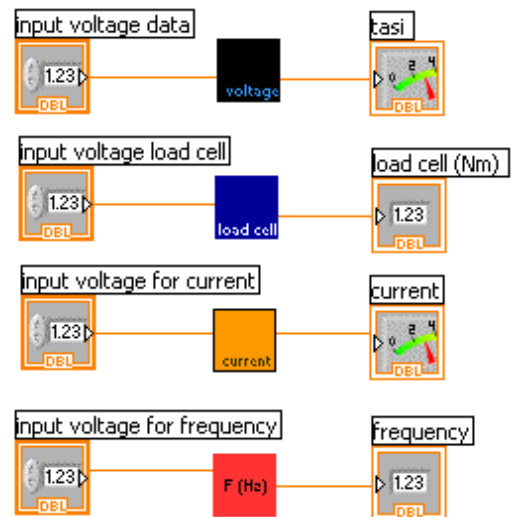 input voltage data
tasi
1.23
DBL
voltage
0 2 4
DBL
input voltage load cell
load cell (Nm)
1.23
DBL
load cell
1.23
DBL
input voltage for current
current
1.23
DBL
current
0 2 4
DBL
input voltage for frequency
frequency
1.23
DBL
F (Hz)
1.23
DBL